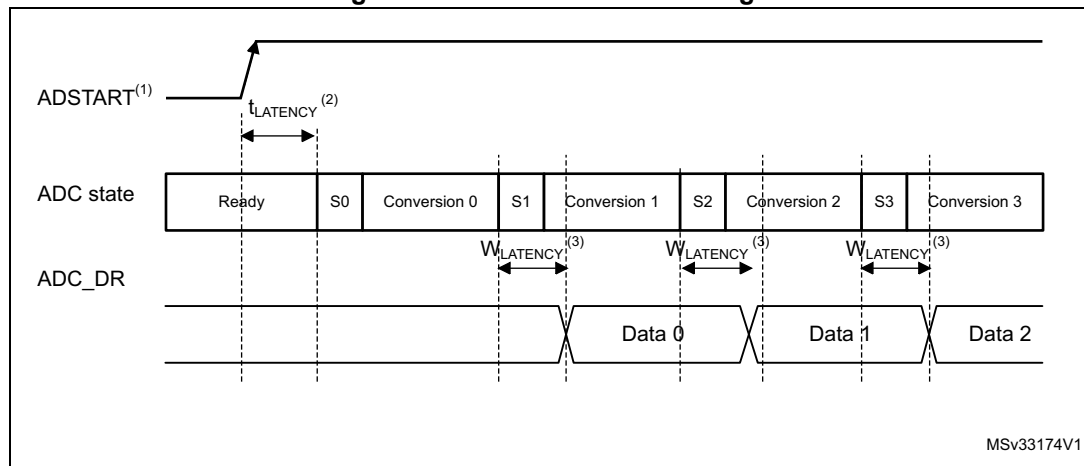 ADSTART(1)
tLATENCY (2)
ADC state
Ready S0 Conversion 0 S1 Conversion 1 S2 Conversion 2 S3 Conversion 3
WLATENCY(3) WLATENCY(3) WLATENCY(3)
ADC_DR
Data 0 Data 1 Data 2
MSv33174V1